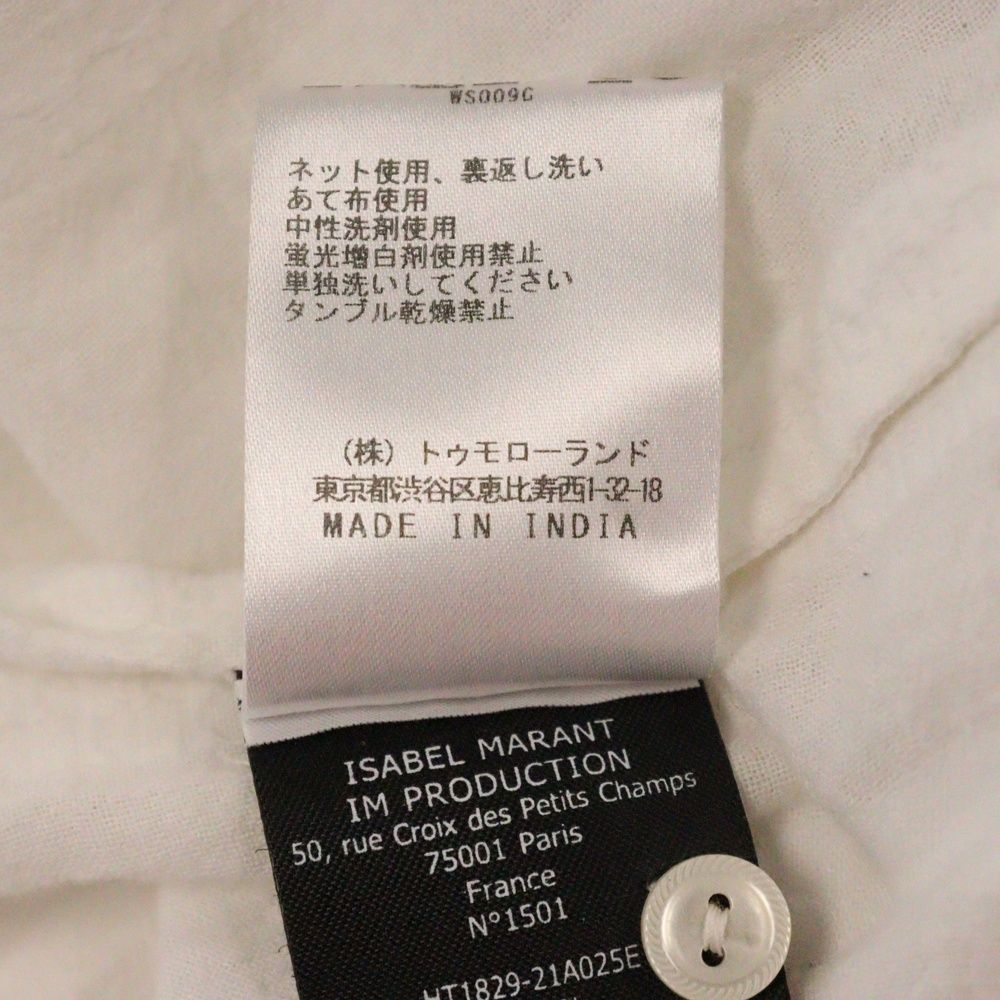 WS009G
ネット使用、裏返し洗い
あて布使用
中性洗剤使用
蛍光増白剤使用禁止
単独洗いしてください
タンブル乾燥禁止
(株)トゥモローランド
東京都渋谷区恵比寿西1-32-18
MADE IN INDIA
ISABEL MARANT
IM PRODUCTION
50, rue Croix des Petits Champs
75001 Paris
France
N°1501
HT1829-21A025E